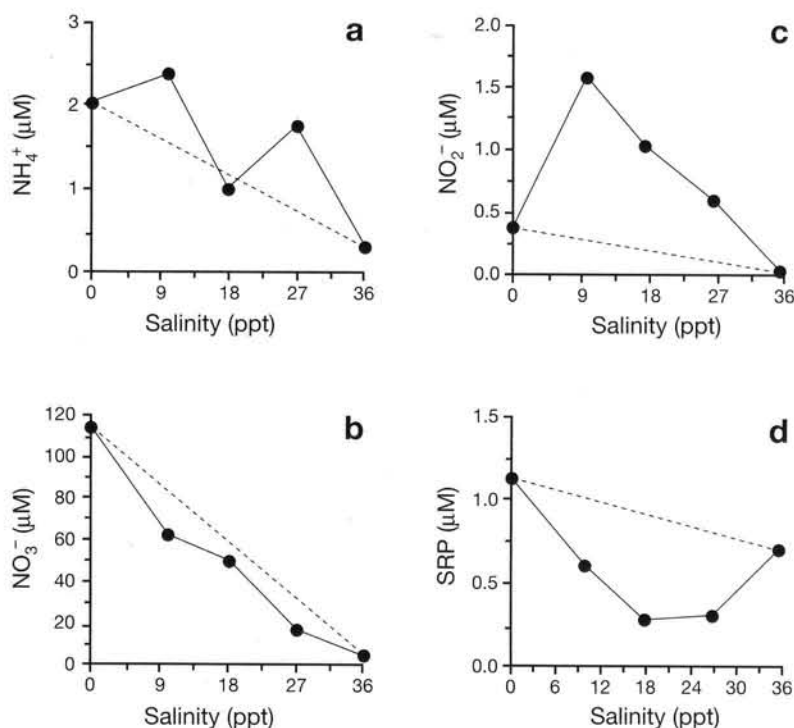 a
3
2
1
0
NH₄⁺ (μM)
0 9 18 27 36
Salinity (ppt)
c
2.0
1.5
1.0
0.5
0.0
NO₂⁻ (μM)
0 9 18 27 36
Salinity (ppt)
b
120
100
80
60
40
20
0
NO₃⁻ (μM)
0 9 18 27 36
Salinity (ppt)
d
1.5
1.0
0.5
0.0
SRP (μM)
0 6 12 18 24 30 36
Salinity (ppt)